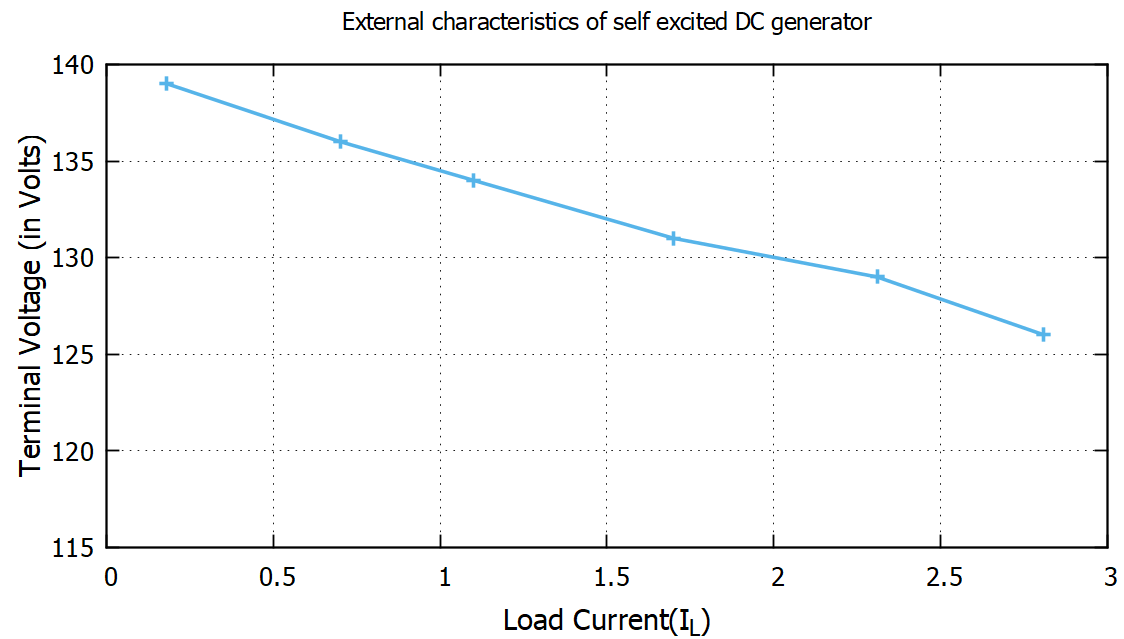 External characteristics of self excited DC generator
140
135
130
125
120
115
Terminal Voltage (in Volts)
0 0.5 1 1.5 2 2.5 3
Load Current(I_L)